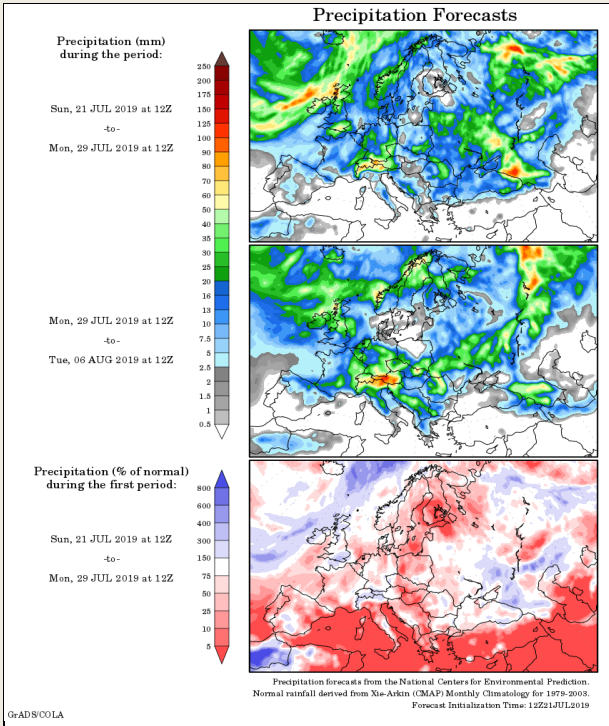 Precipitation Forecasts
Precipitation (mm)
during the period:
Sun, 21 JUL 2019 at 12Z
-to-
Mon, 29 JUL 2019 at 12Z
250
200
175
150
125
100
90
80
70
60
50
40
35
30
25
20
16
13
10
7.5
5
2.5
2
1.5
1
0.5
Mon, 29 JUL 2019 at 12Z
-to-
Tue, 06 AUG 2019 at 12Z
Precipitation (% of normal)
during the first period:
Sun, 21 JUL 2019 at 12Z
-to-
Mon, 29 JUL 2019 at 12Z
800
600
400
300
150
75
50
25
10
5
Precipitation forecasts from the National Centers for Environmental Prediction.
Normal rainfall derived from Xie-Arkin (CMAP) Monthly Climatology for 1979-2003.
Forecast Initialization Time: 12Z21JUL2019
GrADS/COLA